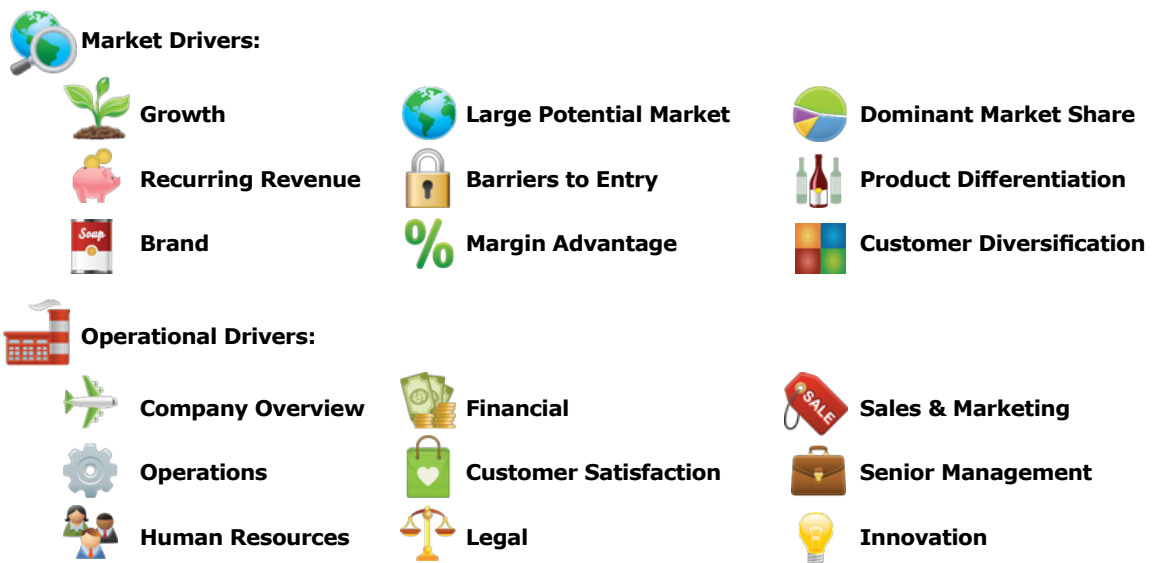 Market Drivers:
Growth
Large Potential Market
Dominant Market Share
Recurring Revenue
Barriers to Entry
Product Differentiation
Soup
Brand
%
Margin Advantage
Customer Diversification
Operational Drivers:
Company Overview
Financial
SALE
Sales & Marketing
Operations
Customer Satisfaction
Senior Management
Human Resources
Legal
Innovation